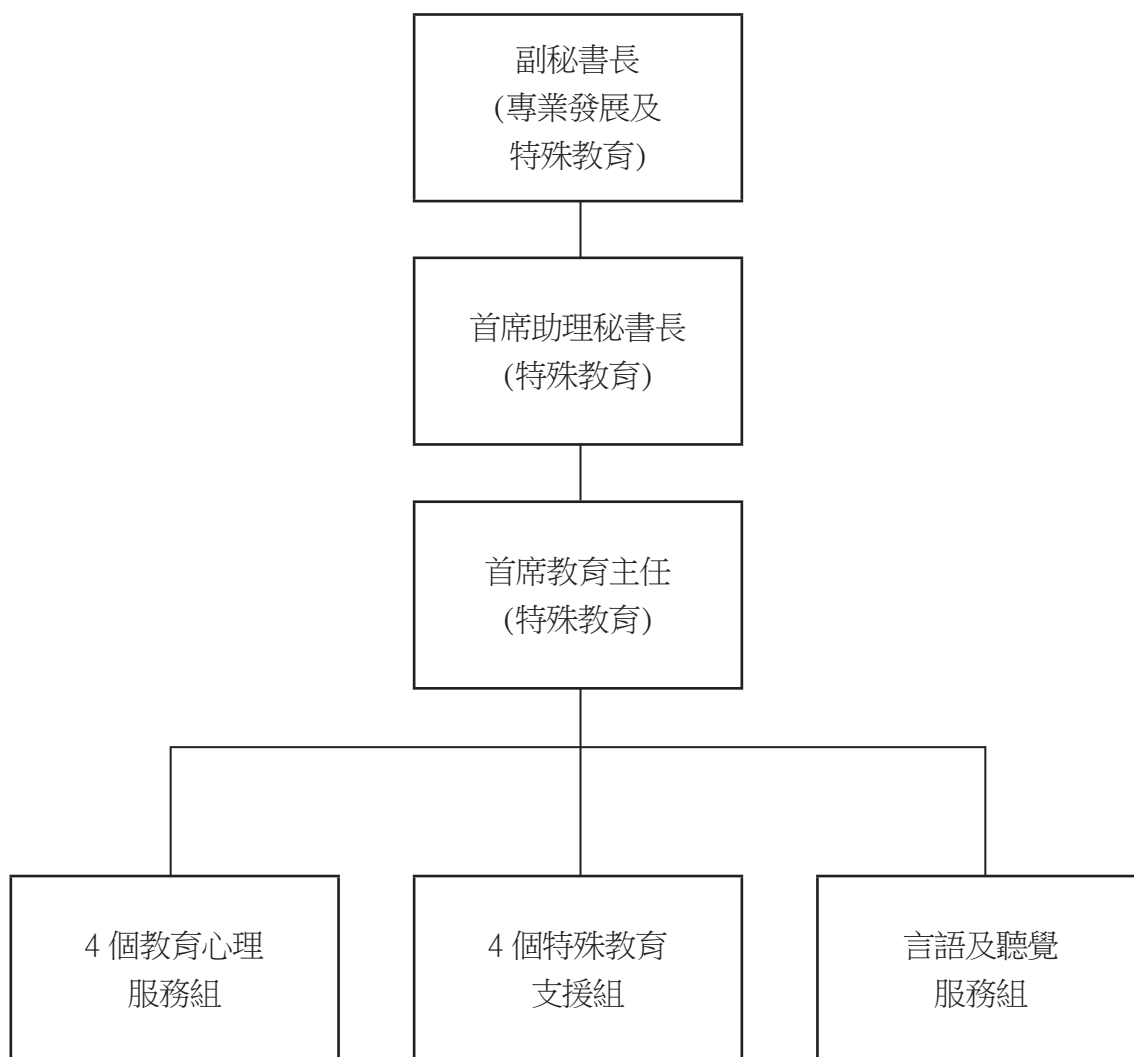 副秘書長
(專業發展及
特殊教育)
首席助理秘書長
(特殊教育)
首席教育主任
(特殊教育)
4 個教育心理
服務組
4 個特殊教育
支援組
言語及聽覺
服務組